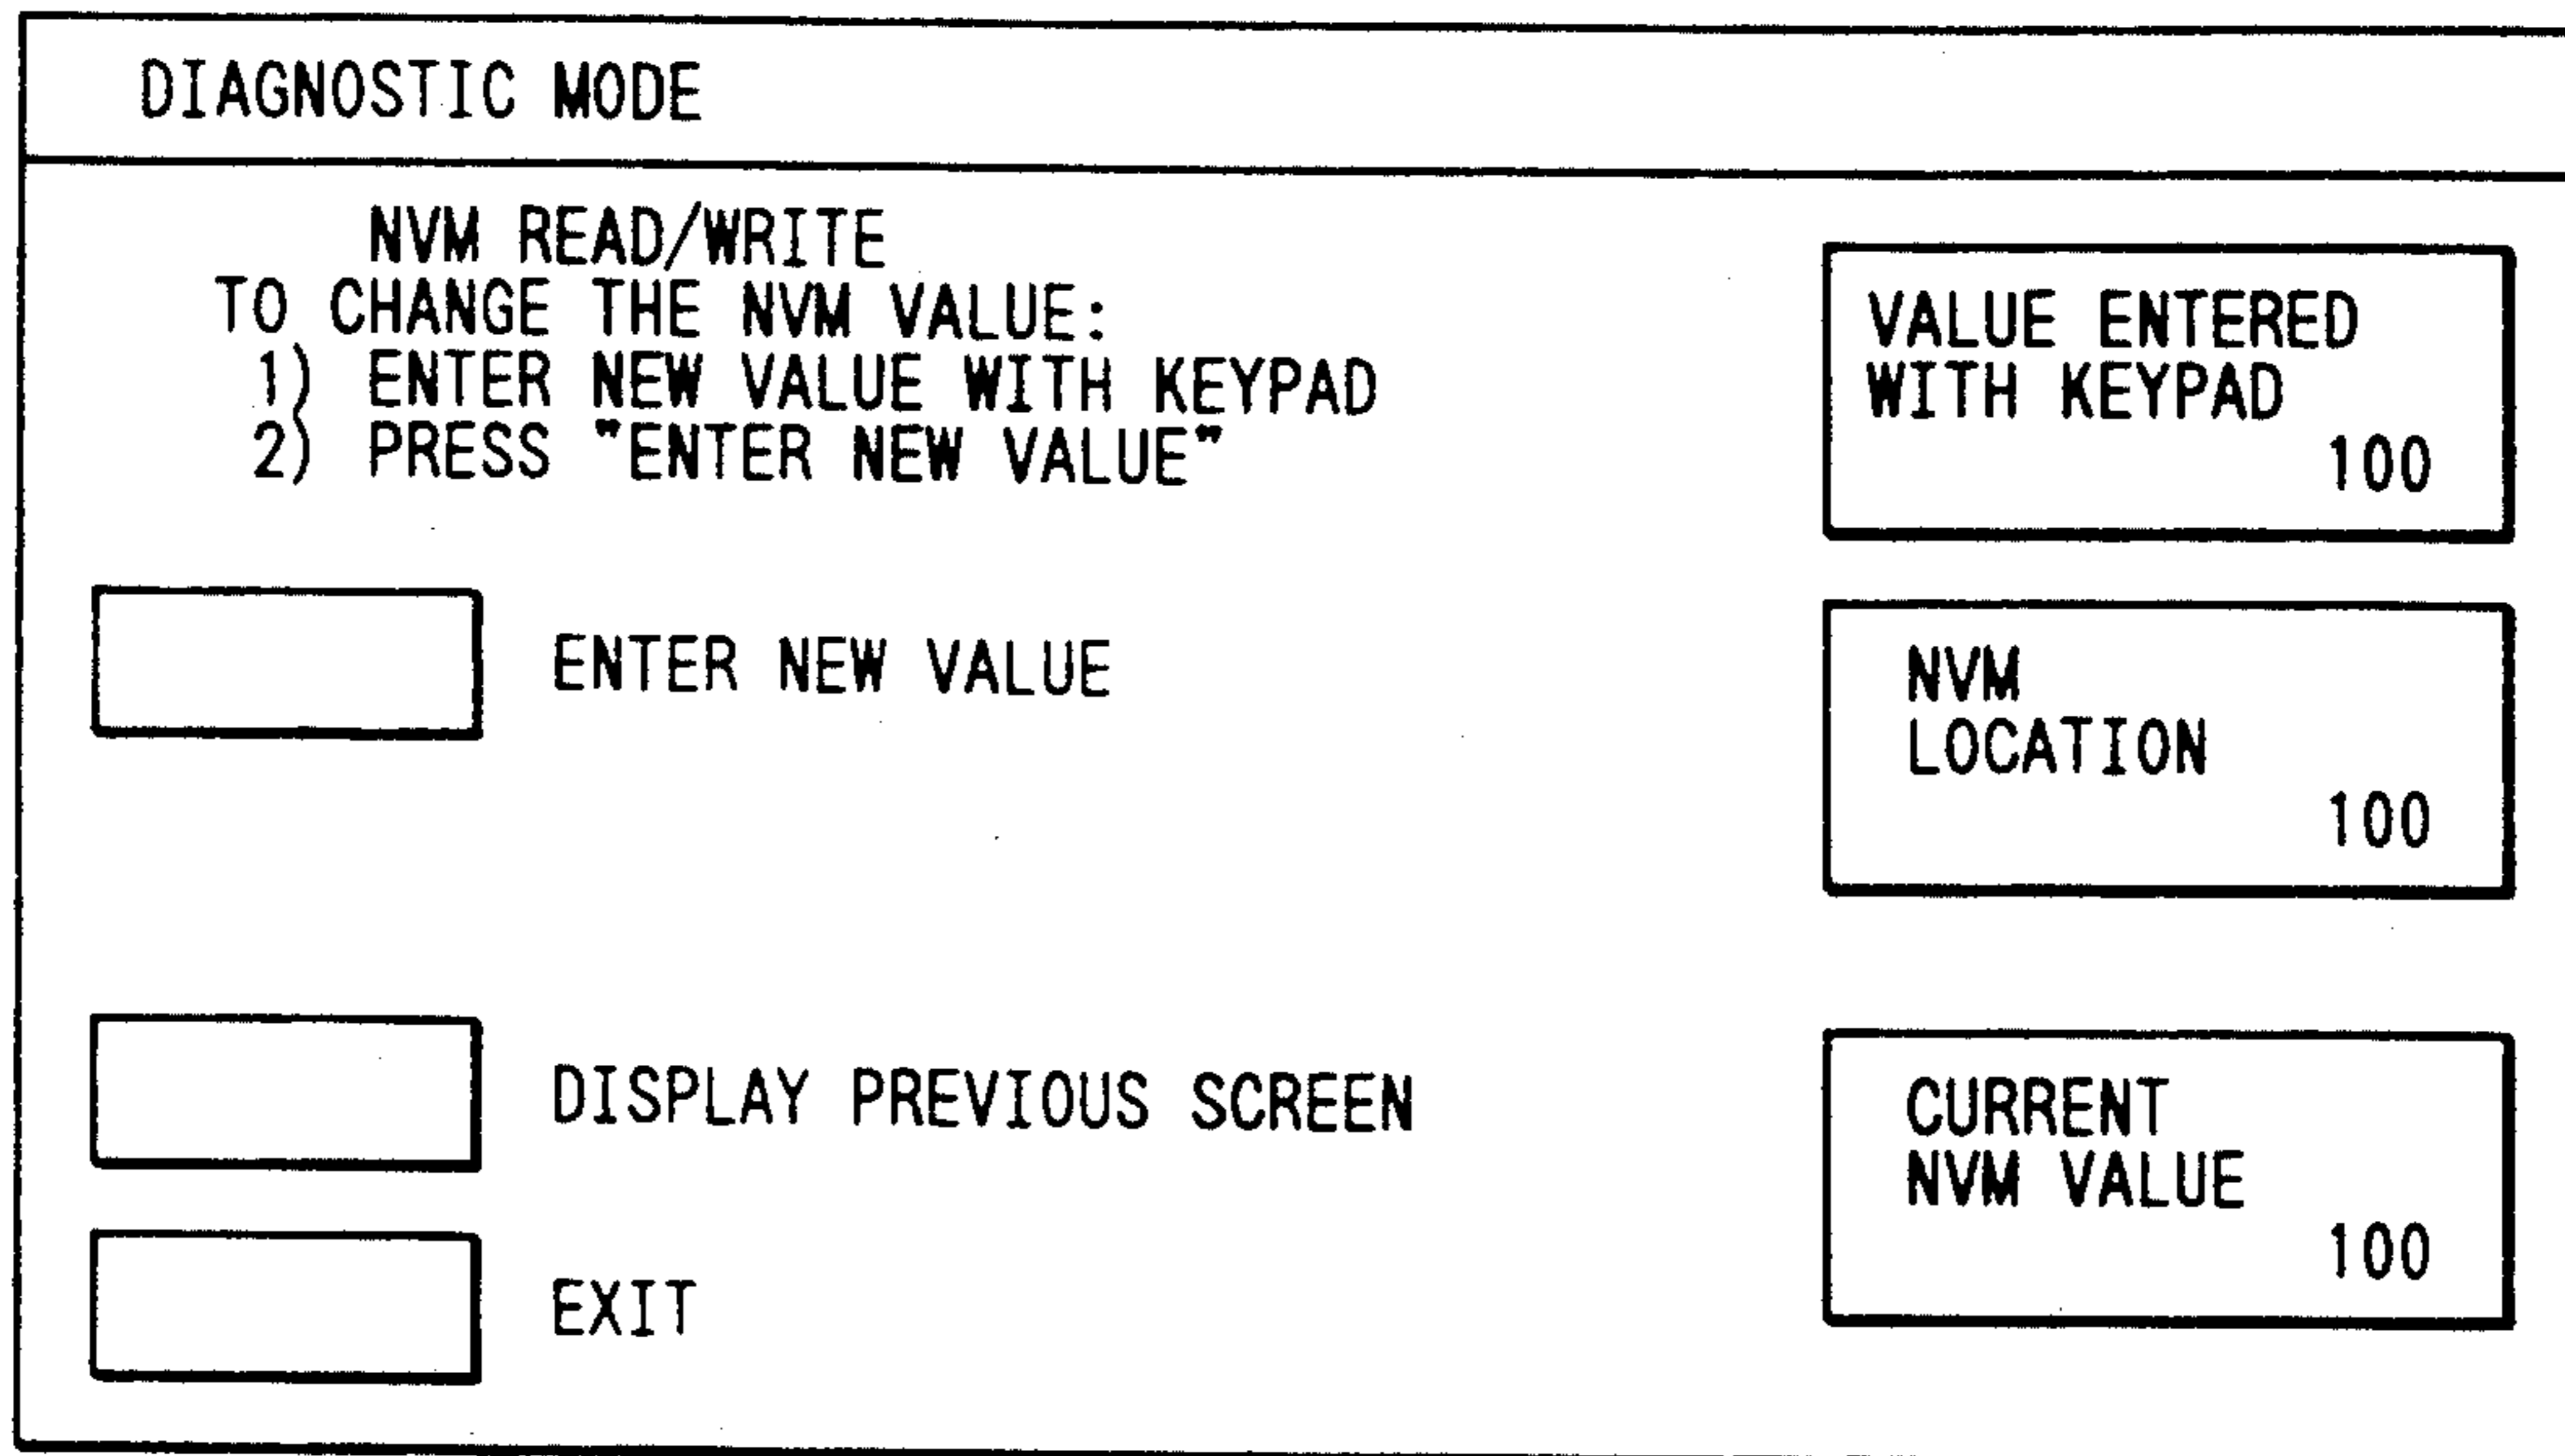 DIAGNOSTIC MODE
NVM READ/WRITE
TO CHANGE THE NVM VALUE:
1) ENTER NEW VALUE WITH KEYPAD
2) PRESS "ENTER NEW VALUE"
VALUE ENTERED
WITH KEYPAD
100
ENTER NEW VALUE
NVM
LOCATION
100
DISPLAY PREVIOUS SCREEN
CURRENT
NVM VALUE
100
EXIT